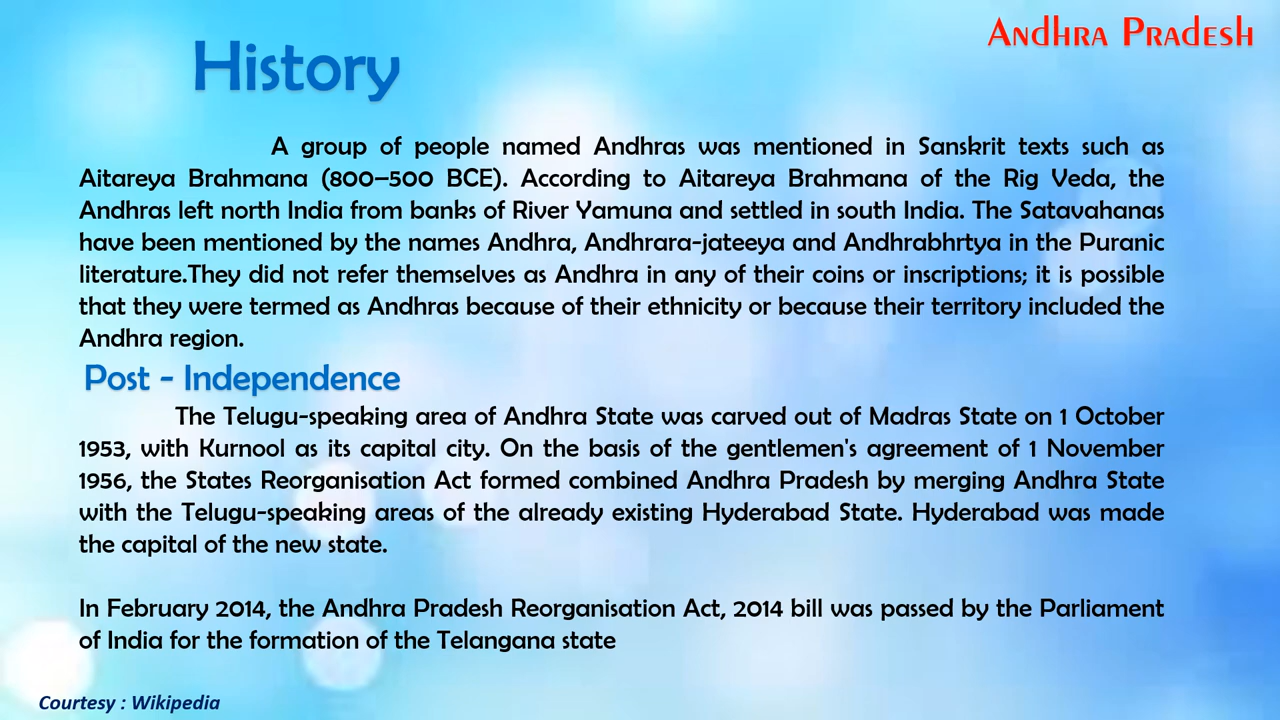 Andhra Pradesh
History
A group of people named Andhras was mentioned in Sanskrit texts such as
Aitareya Brahmana (800–500 BCE). According to Aitareya Brahmana of the Rig Veda, the
Andhras left north India from banks of River Yamuna and settled in south India. The Satavahanas
have been mentioned by the names Andhra, Andhrara-jateeya and Andhrabhrtya in the Puranic
literature.They did not refer themselves as Andhra in any of their coins or inscriptions; it is possible
that they were termed as Andhras because of their ethnicity or because their territory included the
Andhra region.
Post - Independence
The Telugu-speaking area of Andhra State was carved out of Madras State on 1 October
1953, with Kurnool as its capital city. On the basis of the gentlemen's agreement of 1 November
1956, the States Reorganisation Act formed combined Andhra Pradesh by merging Andhra State
with the Telugu-speaking areas of the already existing Hyderabad State. Hyderabad was made
the capital of the new state.
In February 2014, the Andhra Pradesh Reorganisation Act, 2014 bill was passed by the Parliament
of India for the formation of the Telangana state
Courtesy : Wikipedia